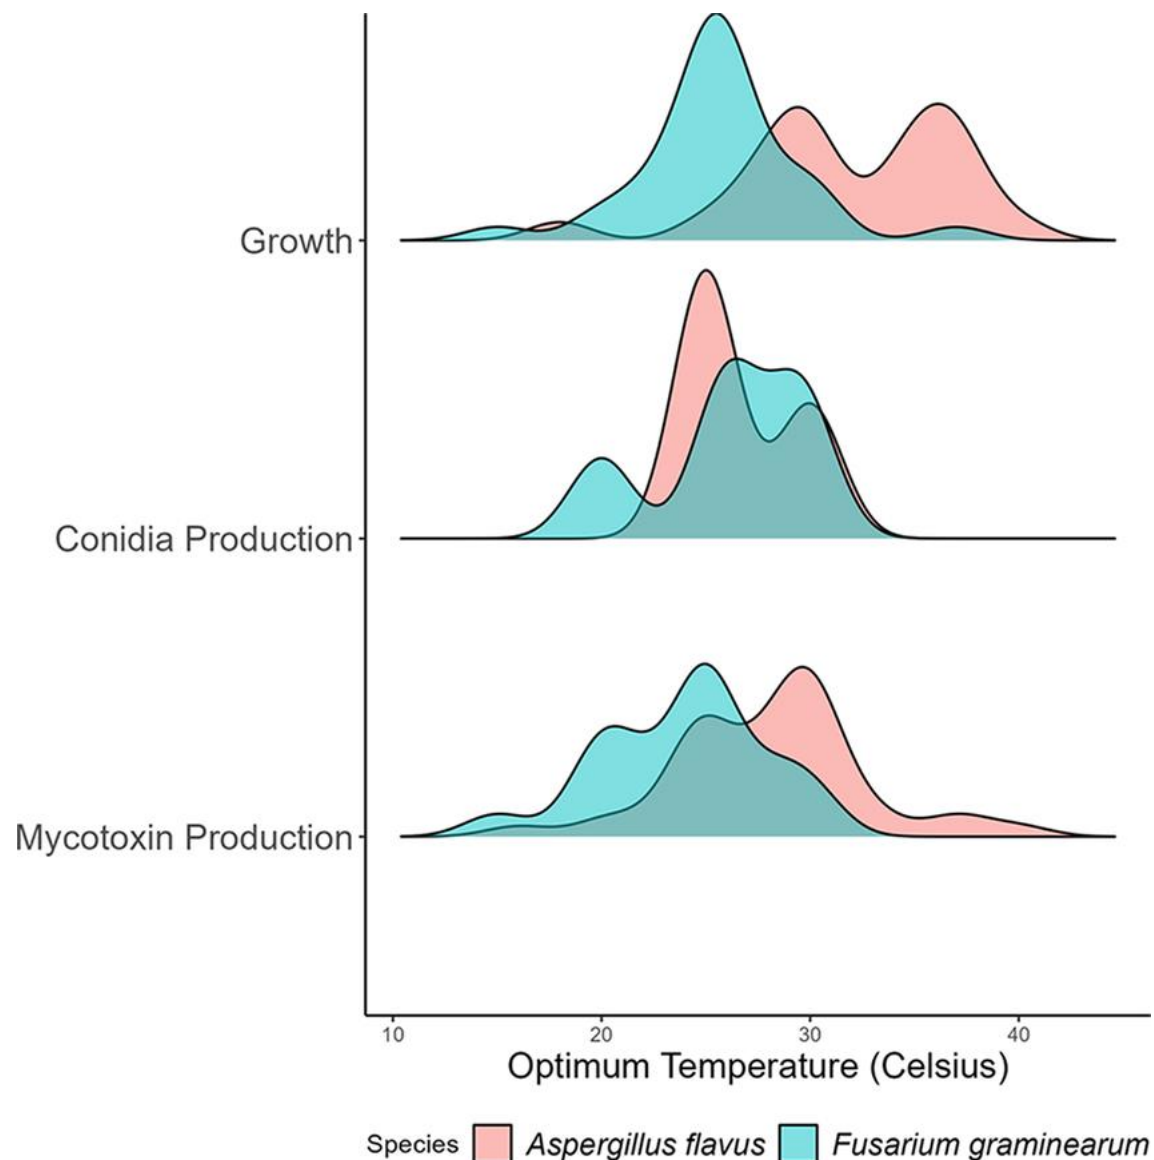 Growth
Conidia Production
Mycotoxin Production
10 20 30 40
Optimum Temperature (Celsius)
Species Aspergillus flavus Fusarium graminearum